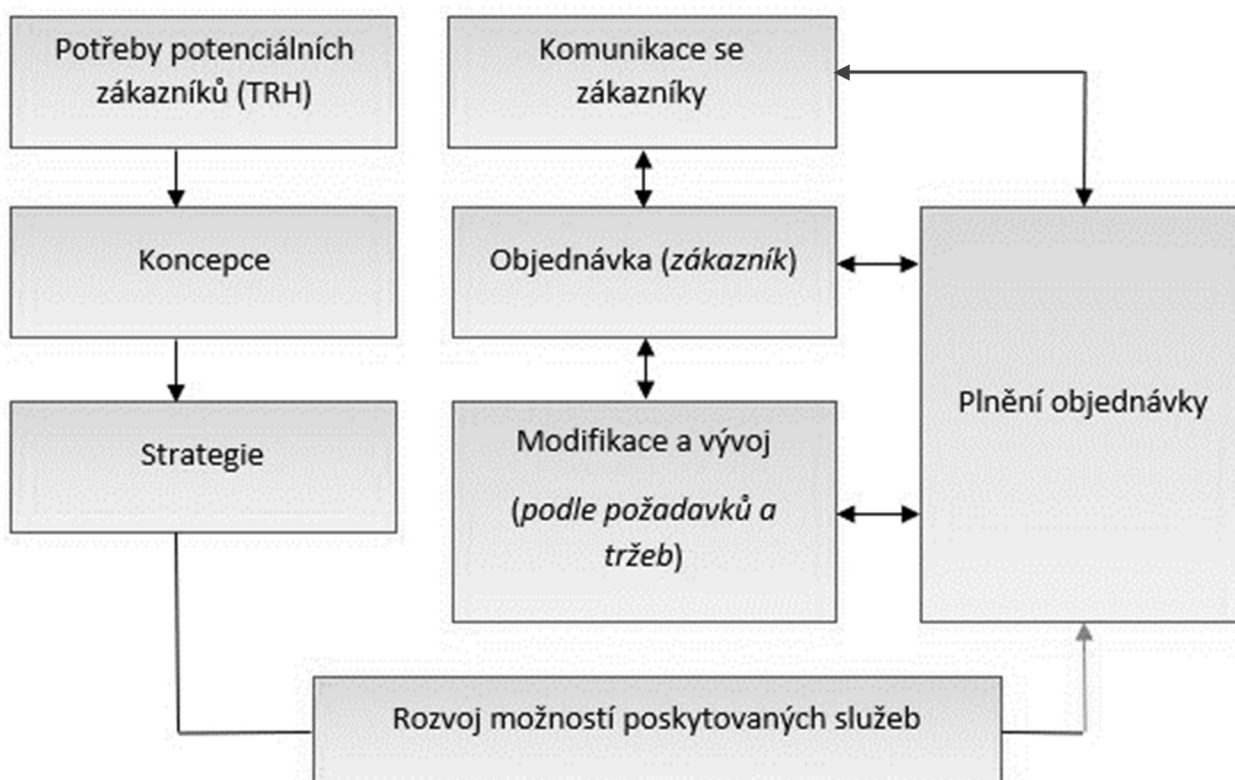 Potřeby potenciálních
zákazníků (TRH)
Koncepce
Strategie
Komunikace se
zákazníky
Objednávka (zákazník)
Modifikace a vývoj
(podle požadavků a
tržeb)
Plnění objednávky
Rozvoj možností poskytovaných služeb